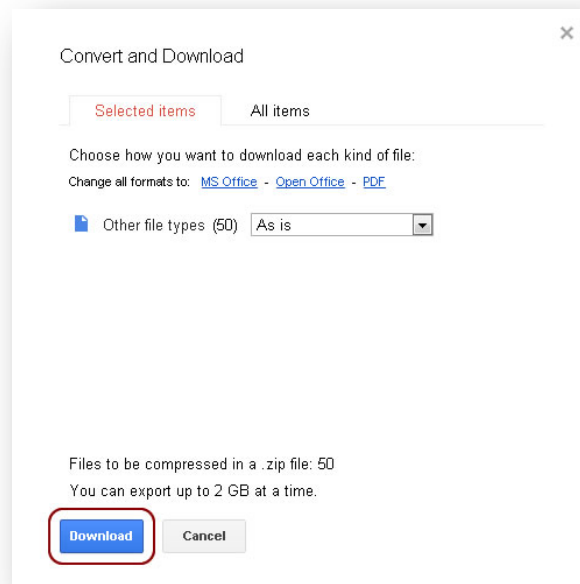 Convert and Download
Selected items All items
Choose how you want to download each kind of file:
Change all formats to: MS Office - Open Office - PDF
Other file types (50) As is
Files to be compressed in a .zip file: 50
You can export up to 2 GB at a time.
Download Cancel